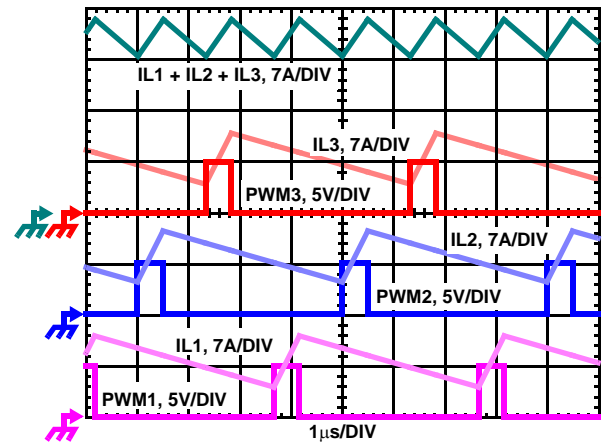 IL1 + IL2 + IL3, 7A/DIV
IL3, 7A/DIV
PWM3, 5V/DIV
IL2, 7A/DIV
PWM2, 5V/DIV
IL1, 7A/DIV
PWM1, 5V/DIV
1μs/DIV